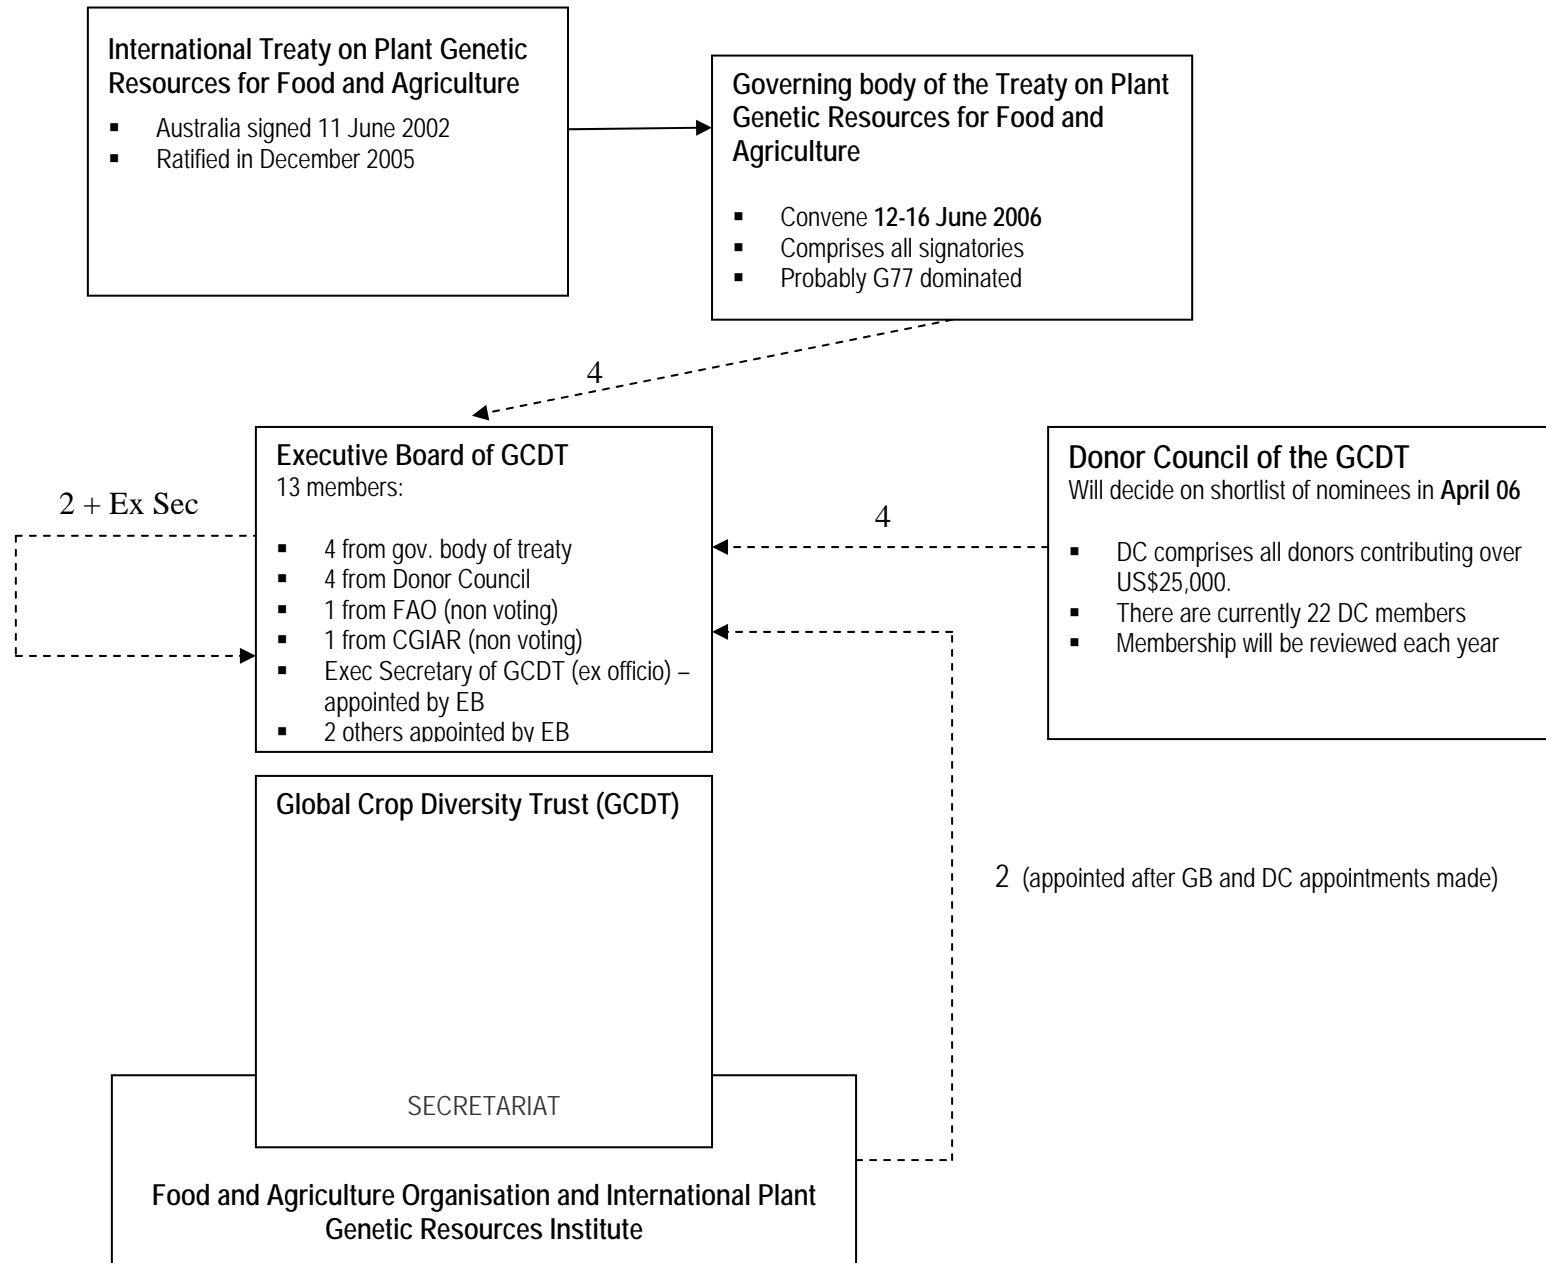 International Treaty on Plant Genetic
Resources for Food and Agriculture
▪ Australia signed 11 June 2002
▪ Ratified in December 2005
Governing body of the Treaty on Plant
Genetic Resources for Food and
Agriculture
▪ Convene 12-16 June 2006
▪ Comprises all signatories
▪ Probably G77 dominated
4
Executive Board of GCDT
13 members:
▪ 4 from gov. body of treaty
▪ 4 from Donor Council
▪ 1 from FAO (non voting)
▪ 1 from CGIAR (non voting)
▪ Exec Secretary of GCDT (ex officio) –
appointed by EB
▪ 2 others appointed by EB
2 + Ex Sec
4
Donor Council of the GCDT
Will decide on shortlist of nominees in April 06
▪ DC comprises all donors contributing over
US$25,000.
▪ There are currently 22 DC members
▪ Membership will be reviewed each year
Global Crop Diversity Trust (GCDT)
2 (appointed after GB and DC appointments made)
SECRETARIAT
Food and Agriculture Organisation and International Plant
Genetic Resources Institute